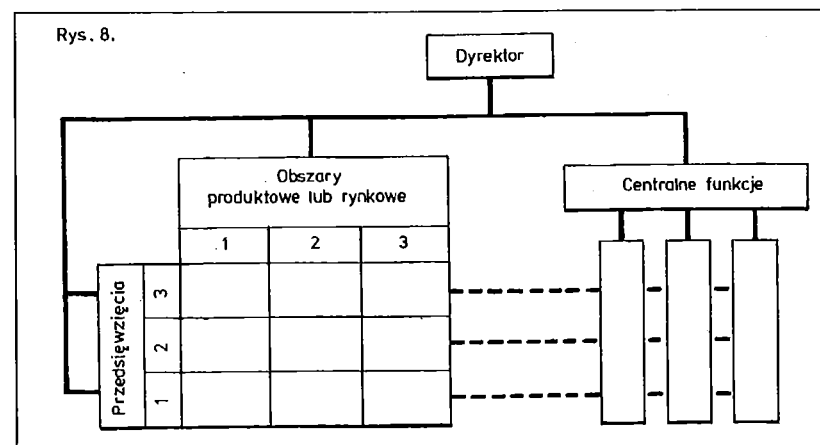 Rys. 8.
Dyrektor
Obszary
produktowe lub rynkowe
Centralne funkcje
1 2 3
Przedsięwzięcia
3
2
1